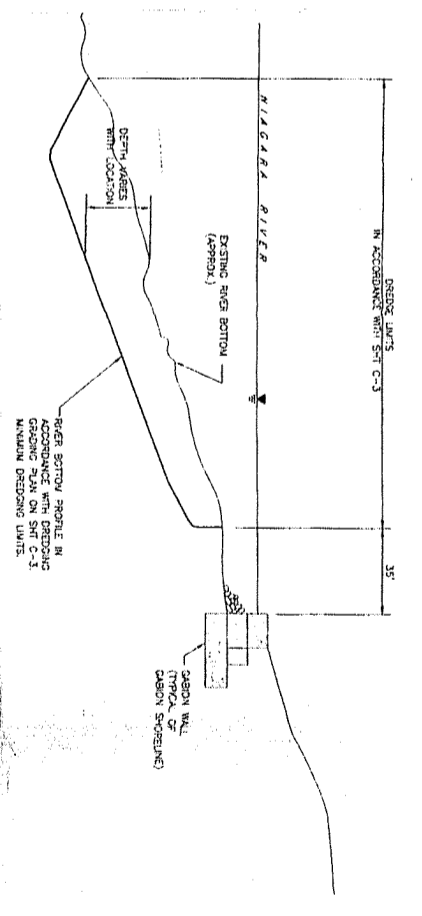 DREDGE LIMITS
IN ACCORDANCE WITH SHT C-3
35'
NIAGARA RIVER
EXISTING RIVER BOTTOM
(APPROX.)
DEPTH VARIES
WITH LOCATION
GABION WALL
(TYPICAL OF
GABION SHORELINE)
RIVER BOTTOM PROFILE IN
ACCORDANCE WITH DREDGING
GRADING PLAN ON SHT C-3.
MINIMUM DREDGING LIMITS.